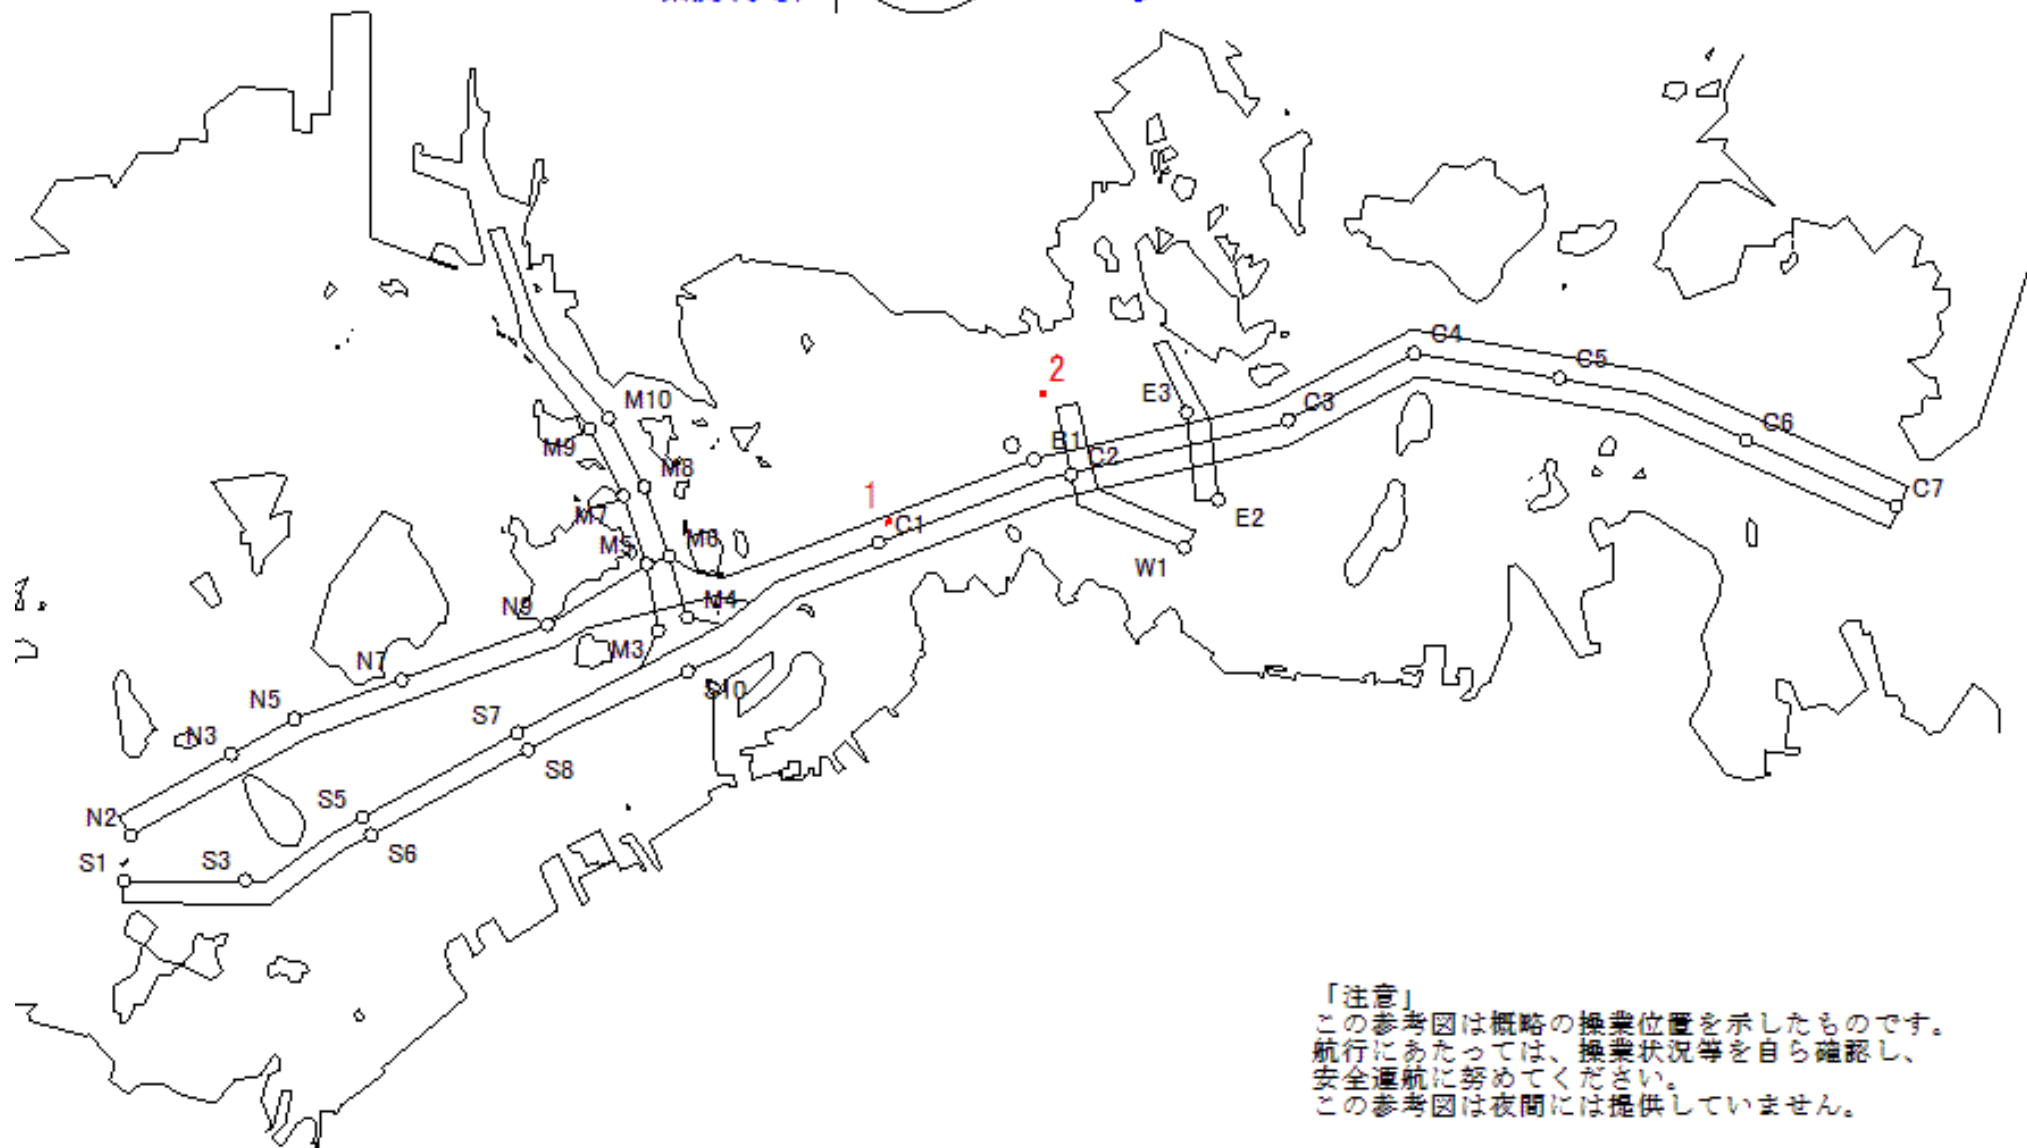 2
C4
C5
E3
M10
C3
C6
M9
B1
C2
M8
C7
1
M7
C1
E2
M5
M6
W1
N9
M4
M3
N7
S10
N5
S7
N3
S8
S5
N2
S6
S1
S3
「注意」
この参考図は概略の操業位置を示したものです。
航行にあたっては、操業状況等を自ら確認し、
安全運航に努めてください。
この参考図は夜間には提供していません。